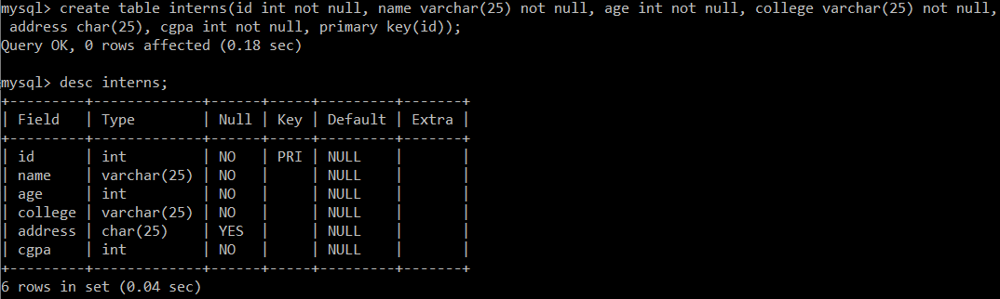 mysql> create table interns(id int not null, name varchar(25) not null, age int not null, college varchar(25) not null,
 address char(25), cgpa int not null, primary key(id));
Query OK, 0 rows affected (0.18 sec)

mysql> desc interns;
+---------+-------------+------+-----+---------+-------+
| Field   | Type        | Null | Key | Default | Extra |
+---------+-------------+------+-----+---------+-------+
| id      | int         | NO   | PRI | NULL    |       |
| name    | varchar(25) | NO   |     | NULL    |       |
| age     | int         | NO   |     | NULL    |       |
| college | varchar(25) | NO   |     | NULL    |       |
| address | char(25)    | YES  |     | NULL    |       |
| cgpa    | int         | NO   |     | NULL    |       |
+---------+-------------+------+-----+---------+-------+
6 rows in set (0.04 sec)